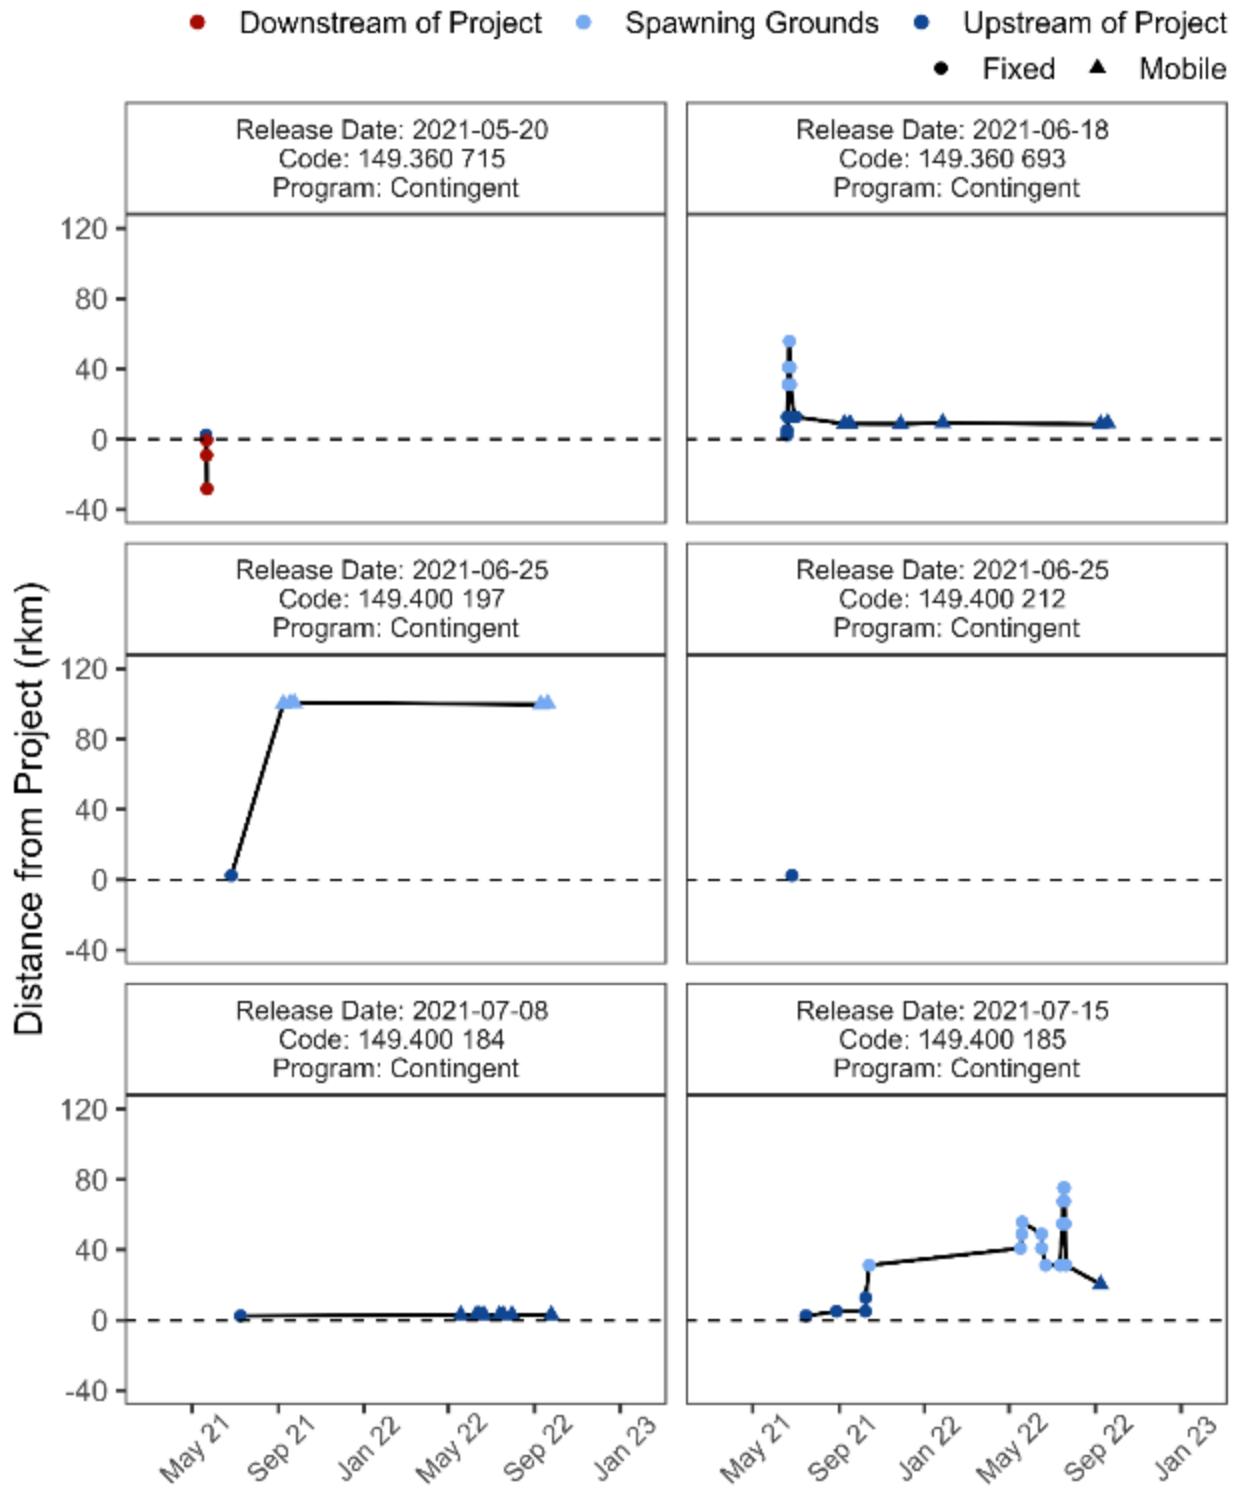 Downstream of Project Spawning Grounds Upstream of Project
Fixed Mobile
Release Date: 2021-05-20
Code: 149.360 715
Program: Contingent
Release Date: 2021-06-18
Code: 149.360 693
Program: Contingent
120
80
40
0
-40
Release Date: 2021-06-25
Code: 149.400 197
Program: Contingent
Release Date: 2021-06-25
Code: 149.400 212
Program: Contingent
120
80
40
0
-40
Distance from Project (rkm)
Release Date: 2021-07-08
Code: 149.400 184
Program: Contingent
Release Date: 2021-07-15
Code: 149.400 185
Program: Contingent
120
80
40
0
-40
May 21 Sep 21 Jan 22 May 22 Sep 22 Jan 23
May 21 Sep 21 Jan 22 May 22 Sep 22 Jan 23